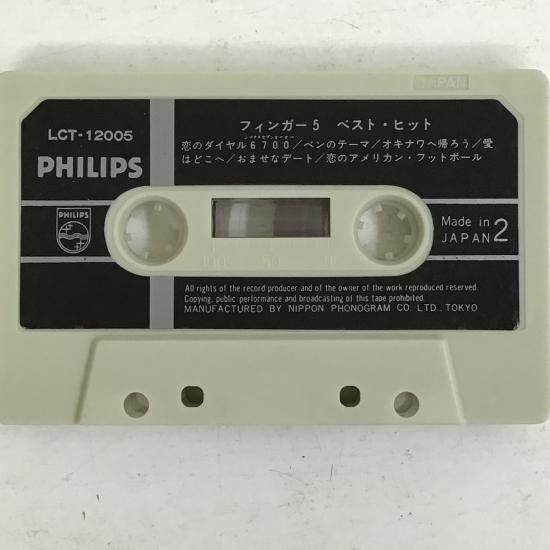 JAPAN
LCT-12005
PHILIPS
フィンガー5 ベスト・ヒット
恋のダイヤル6700/ベンのテーマ/オキナワへ帰ろう/愛
はどこへ/おませなデート/恋のアメリカン・フットボール
PHILIPS
100 50 0
Made in
JAPAN 2
All rights of the record producer and of the owner of the work reproduced reserved.
Copying, public performance and broadcasting of this tape prohibited.
MANUFACTURED BY NIPPON PHONOGRAM CO. LTD., TOKYO